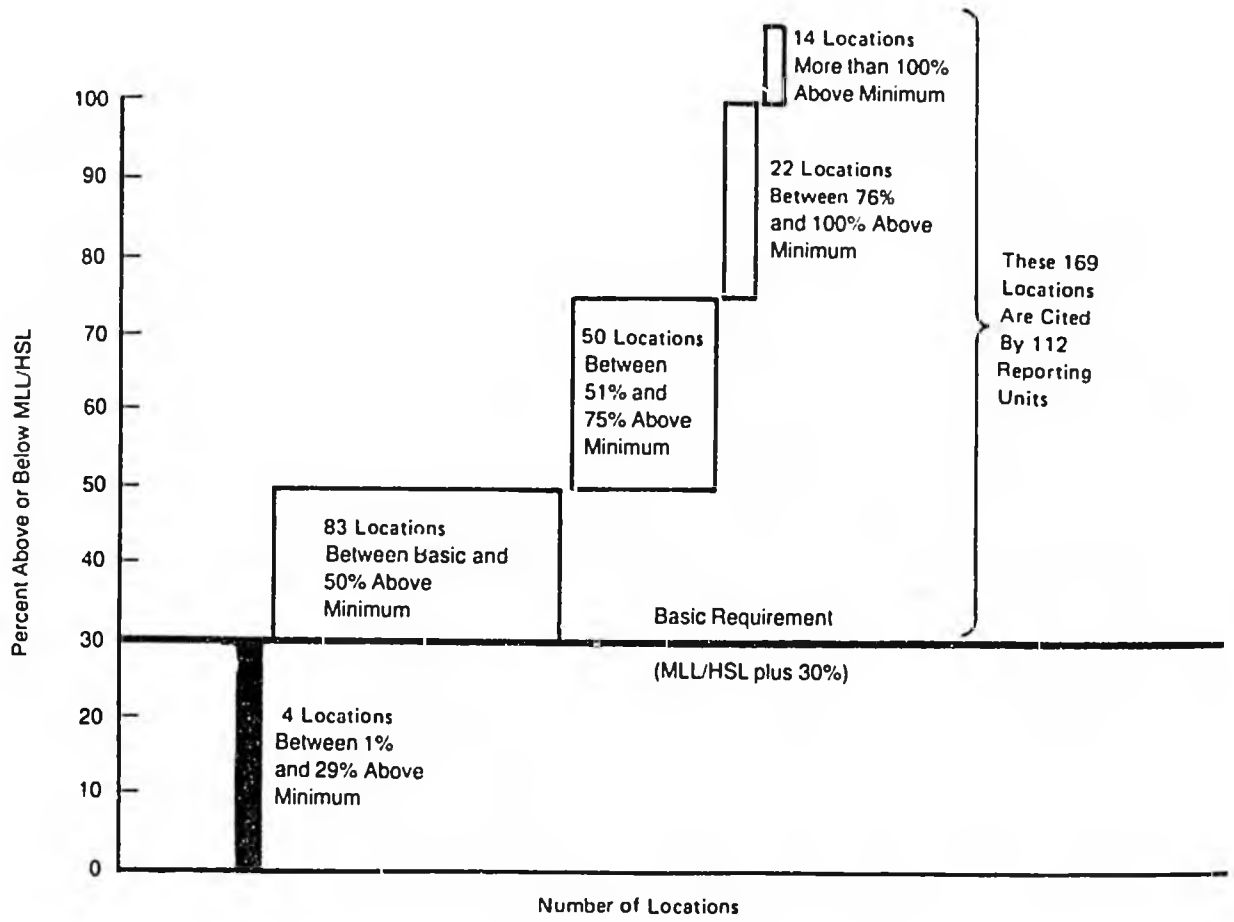 Percent Above or Below MLL/HSL
100
90
80
70
60
50
40
30
20
10
0
14 Locations
More than 100%
Above Minimum
22 Locations
Between 76%
and 100% Above
Minimum
50 Locations
Between
51% and
75% Above
Minimum
83 Locations
Between Basic and
50% Above
Minimum
These 169
Locations
Are Cited
By 112
Reporting
Units
Basic Requirement
(MLL/HSL plus 30%)
4 Locations
Between 1%
and 29% Above
Minimum
Number of Locations